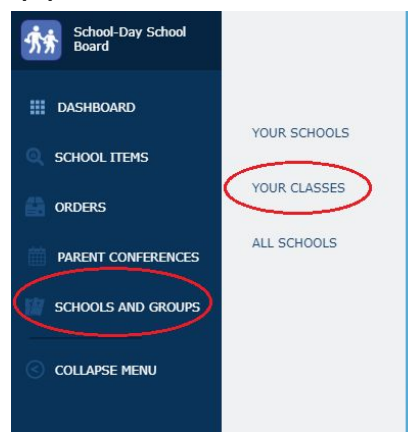 School-Day School
Board
DASHBOARD
SCHOOL ITEMS
ORDERS
PARENT CONFERENCES
SCHOOLS AND GROUPS
COLLAPSE MENU
YOUR SCHOOLS
YOUR CLASSES
ALL SCHOOLS